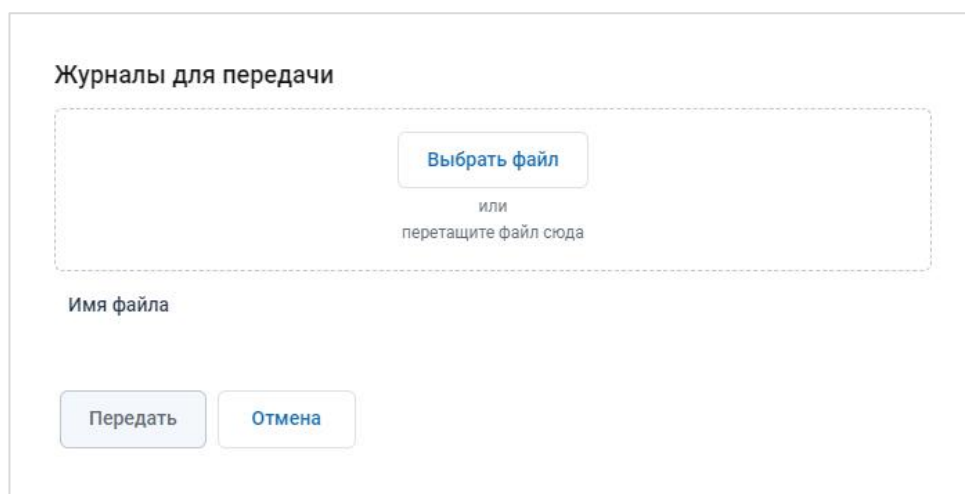 Журналы для передачи
Выбрать файл
или
перетащите файл сюда
Имя файла
Передать
Отмена